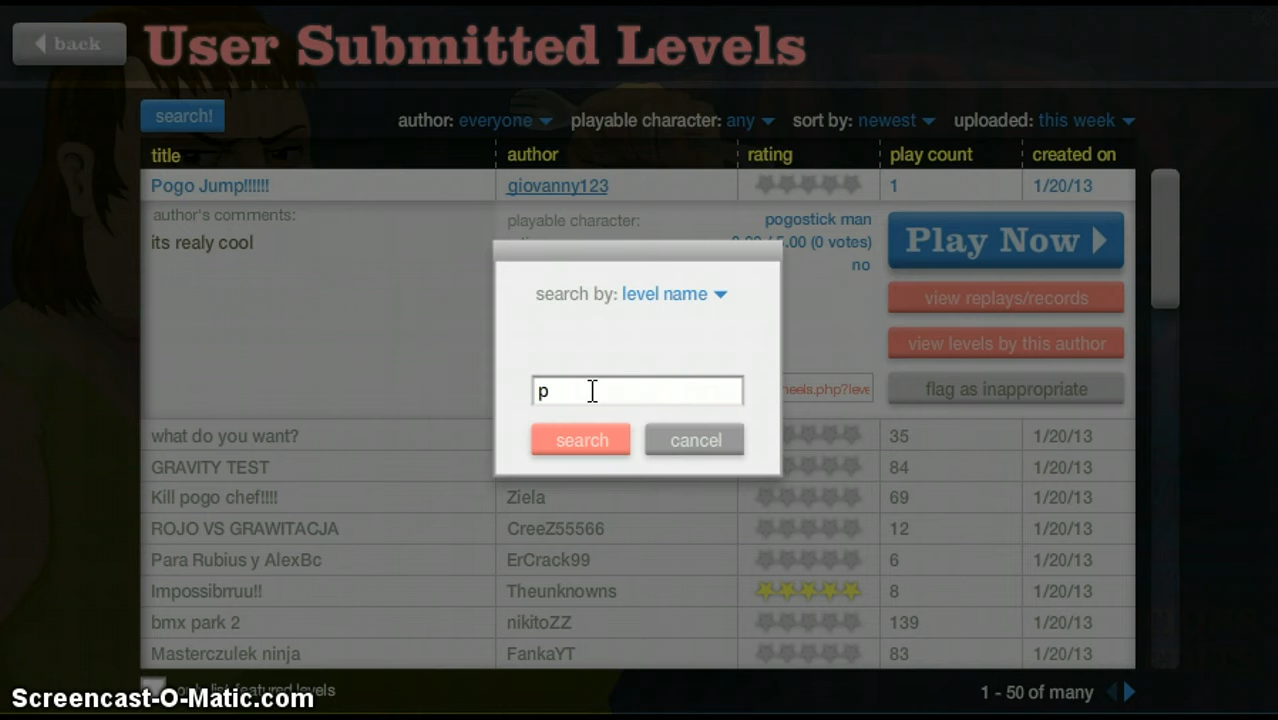 back
User Submitted Levels
search!
author: everyone playable character: any sort by: newest uploaded: this week
title author rating play count created on
Pogo Jump!!!!!! giovanny123 1 1/20/13
author's comments:
its realy cool
playable character: pogostick man
5.00 (0 votes)
no
Play Now
view replays/records
view levels by this author
flag as inappropriate
search by: level name
p
search cancel
what do you want? 35 1/20/13
GRAVITY TEST 84 1/20/13
Kill pogo chef!!!! Ziela 69 1/20/13
ROJO VS GRAWITACJA CreeZ55566 12 1/20/13
Para Rubius y AlexBc ErCrack99 6 1/20/13
Impossibrruu!! Theunknowns 8 1/20/13
bmx park 2 nikitoZZ 139 1/20/13
Masterczulek ninja FankaYT 83 1/20/13
list featured levels
1 - 50 of many
Screencast-O-Matic.com